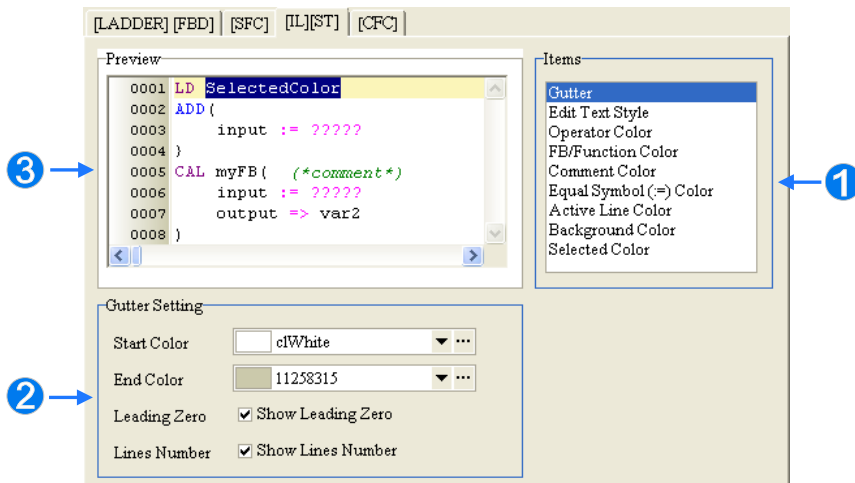 [LADDER] [FBD] [SFC] [IL][ST] [CFC]
Preview
0001 LD SelectedColor
0002 ADD(
0003 input := ?????
0004 )
0005 CAL myFB( (*comment*)
0006 input := ?????
0007 output => var2
0008 )
Items
Gutter
Edit Text Style
Operator Color
FB/Function Color
Comment Color
Equal Symbol (:=) Color
Active Line Color
Background Color
Selected Color
3
1
Gutter Setting
Start Color clWhite
End Color 11258315
Leading Zero Show Leading Zero
Lines Number Show Lines Number
2